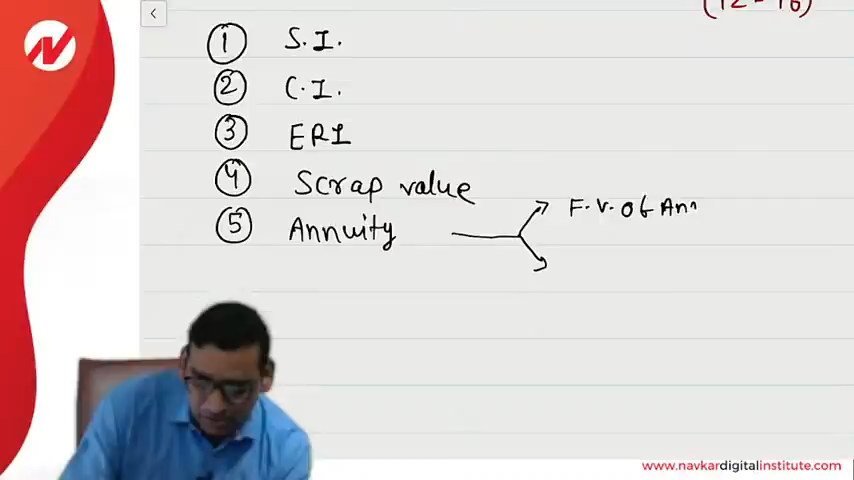 (12 - 16)
① S.I.
② C.I.
③ ERI
④ Scrap value
⑤ Annuity
F.V. Of Ann
www.navkardigitalinstitute.com